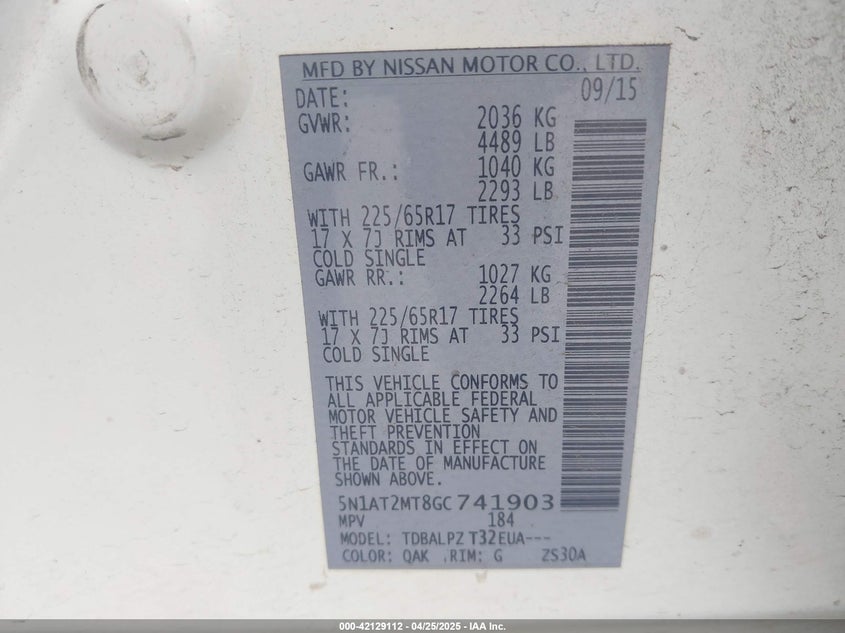 MFD BY NISSAN MOTOR CO., LTD.
DATE: 09/15
GVWR: 2036 KG
4489 LB
GAWR FR.: 1040 KG
2293 LB
WITH 225/65R17 TIRES
17 X 7J RIMS AT 33 PSI
COLD SINGLE
GAWR RR.: 1027 KG
2264 LB
WITH 225/65R17 TIRES
17 X 7J RIMS AT 33 PSI
COLD SINGLE
THIS VEHICLE CONFORMS TO
ALL APPLICABLE FEDERAL
MOTOR VEHICLE SAFETY AND
THEFT PREVENTION
STANDARDS IN EFFECT ON
THE DATE OF MANUFACTURE
SHOWN ABOVE.
5N1AT2MT8GC741903
MPV 184
MODEL: TDBALPZ T32EUA---
COLOR: QAK RIM: G ZS30A
000-42129112 - 04/25/2025 - IAA Inc.